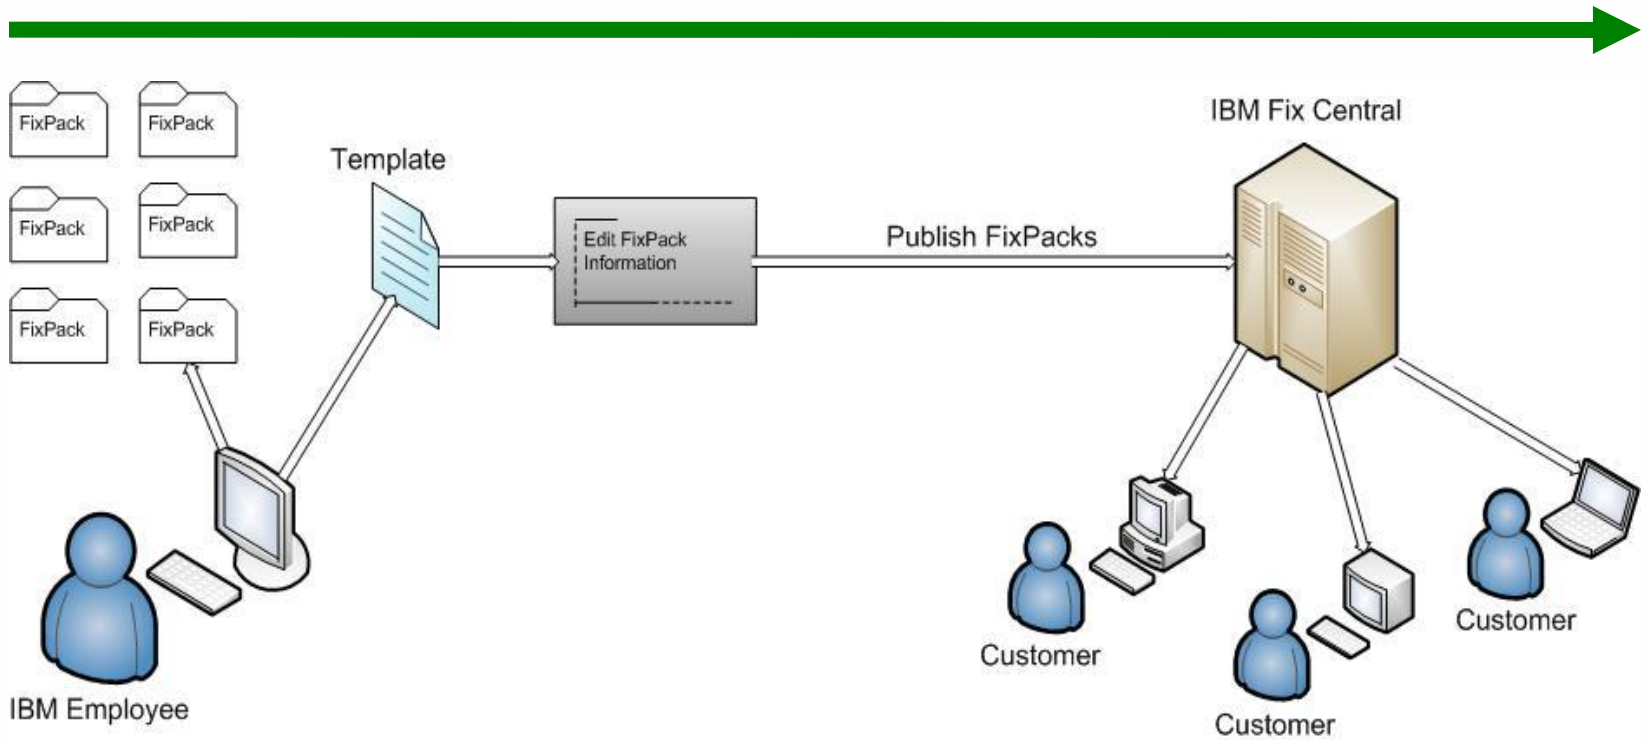 FixPack
FixPack
FixPack
FixPack
FixPack
FixPack
Template
Edit FixPack
Information
Publish FixPacks
IBM Fix Central
IBM Employee
Customer
Customer
Customer